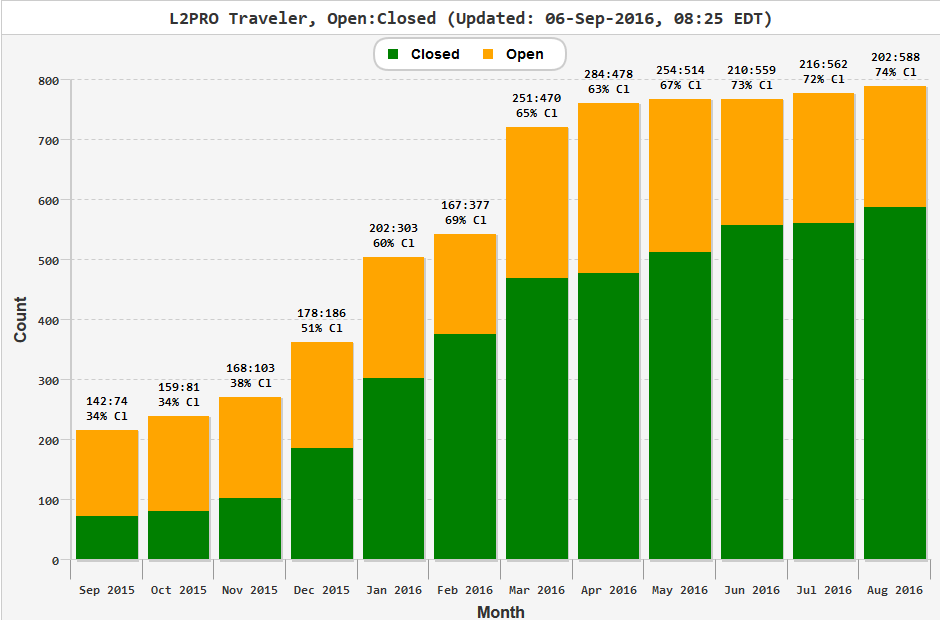 L2PRO Traveler, Open:Closed (Updated: 06-Sep-2016, 08:25 EDT)
Closed Open
Count
800
700
600
500
400
300
200
100
0
142:74
34% Cl
159:81
34% Cl
168:103
38% Cl
178:186
51% Cl
202:303
60% Cl
167:377
69% Cl
251:470
65% Cl
284:478
63% Cl
254:514
67% Cl
210:559
73% Cl
216:562
72% Cl
202:588
74% Cl
Sep 2015 Oct 2015 Nov 2015 Dec 2015 Jan 2016 Feb 2016 Mar 2016 Apr 2016 May 2016 Jun 2016 Jul 2016 Aug 2016
Month